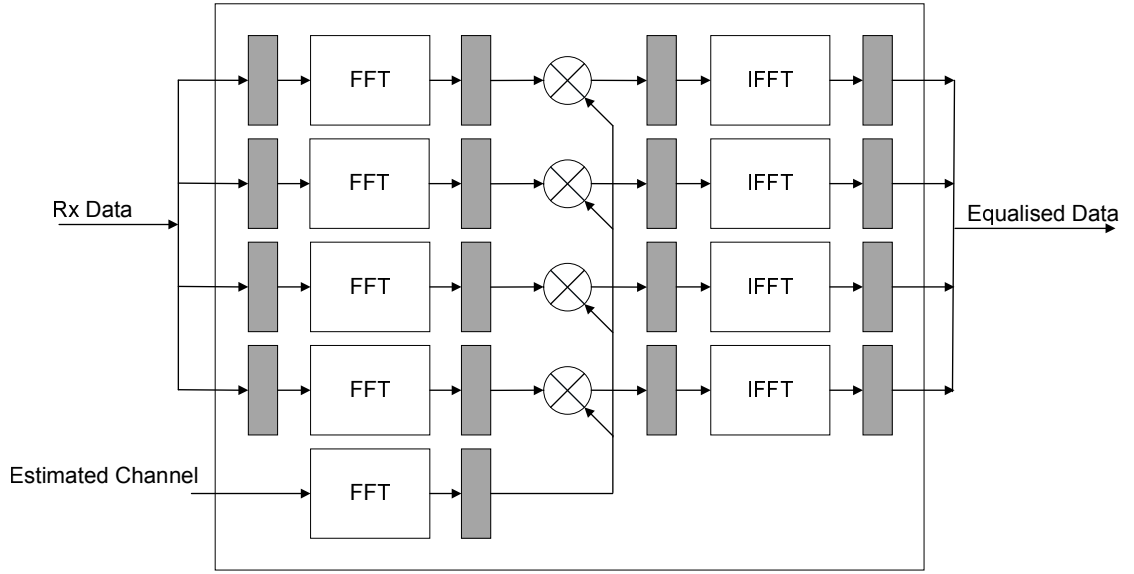 FFT
IFFT
FFT
IFFT
Rx Data
Equalised Data
FFT
IFFT
FFT
IFFT
Estimated Channel
FFT